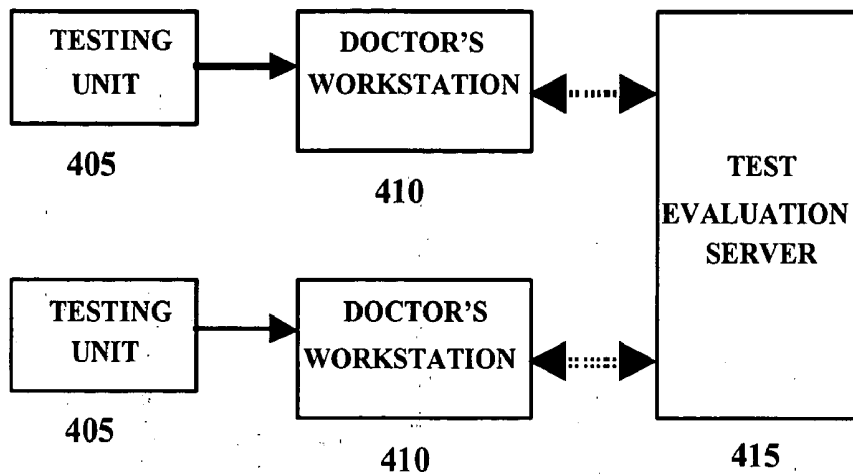 TESTING
UNIT
405
DOCTOR'S
WORKSTATION
410
TEST
EVALUATION
SERVER
TESTING
UNIT
405
DOCTOR'S
WORKSTATION
410
415